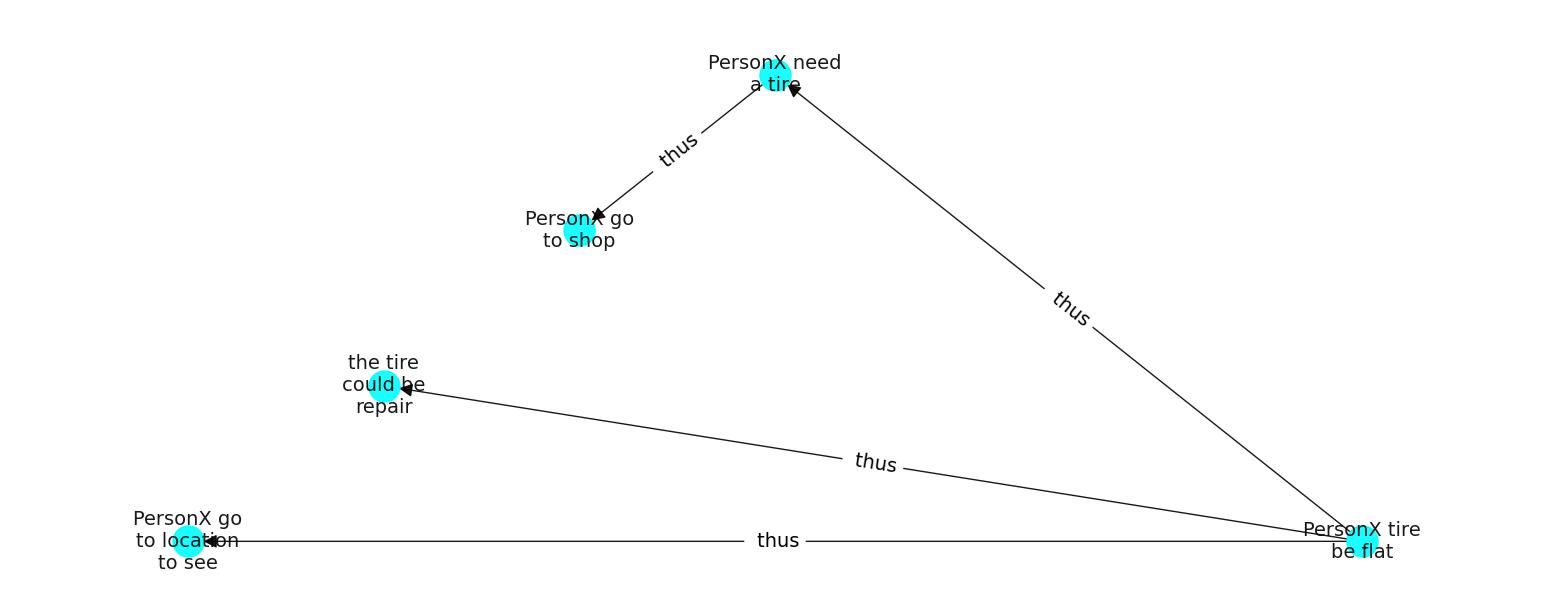 PersonX need
a tire
thus
PersonX go
to shop
thus
the tire
could be
repair
thus
PersonX go
to location
to see
thus
PersonX tire
be flat